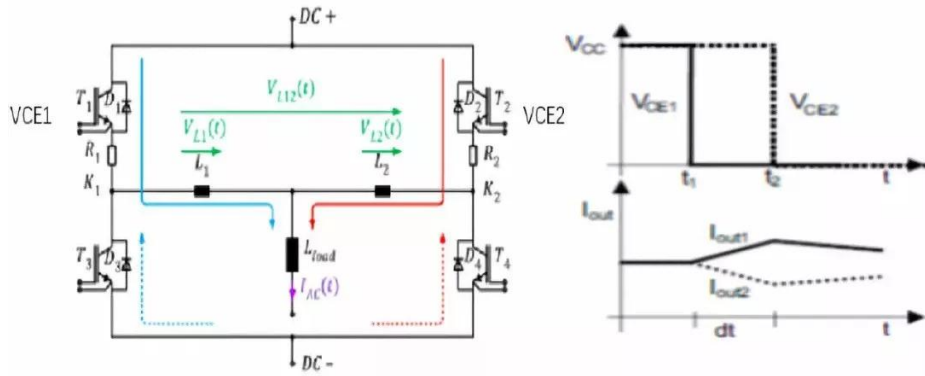 DC +
VCE1
T1
D1
VL12(t)
VL1(t)
VL2(t)
D2
T2
VCE2
R1
L1
L2
R2
K1
K2
T3
D3
Lload
IAC(t)
D4
T4
DC -
VCC
VCE1
VCE2
t1
t2
t
Iout
Iout1
Iout2
dt
t